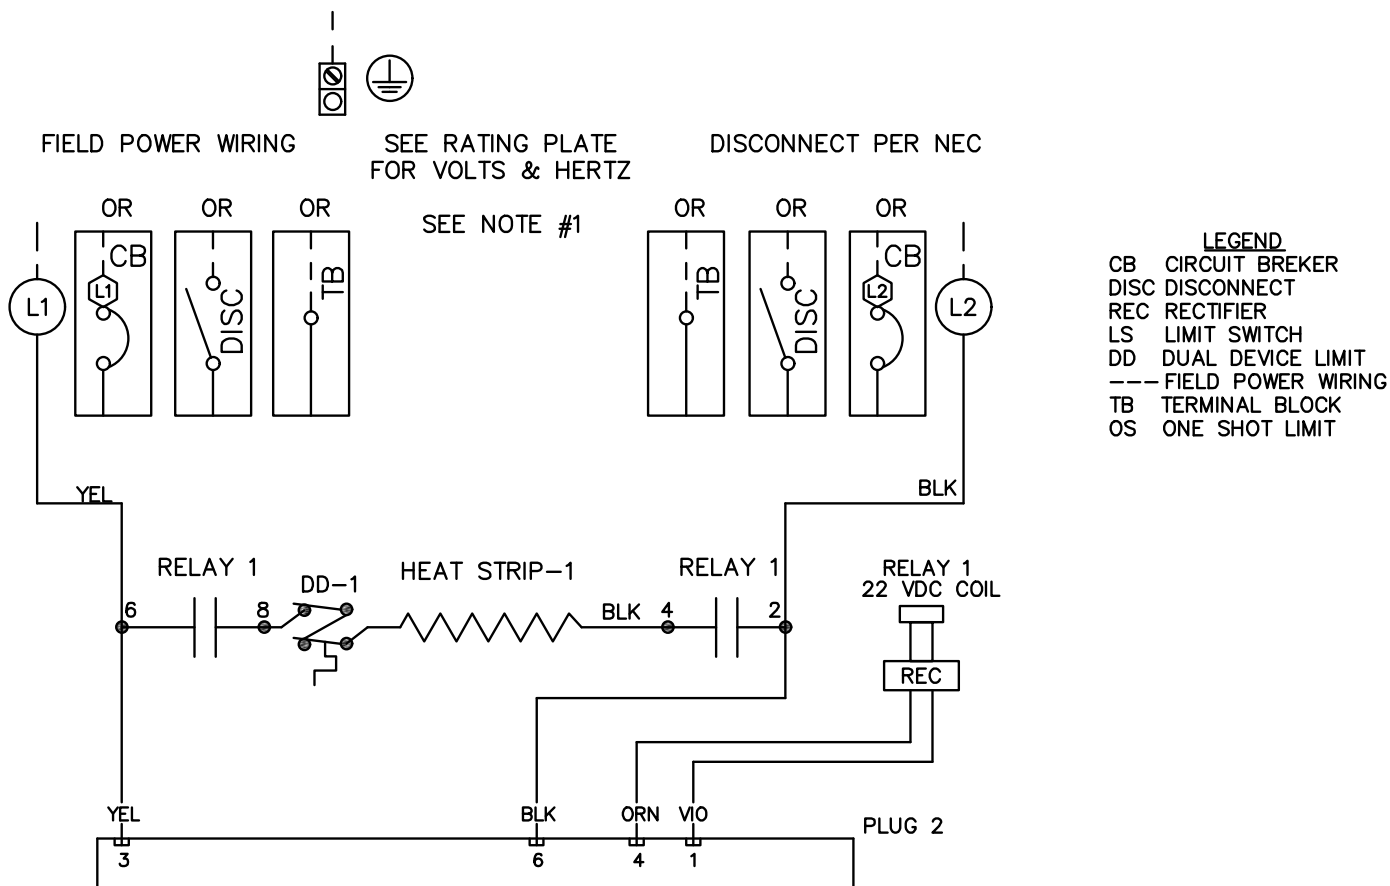 FIELD POWER WIRING
SEE RATING PLATE
FOR VOLTS & HERTZ
DISCONNECT PER NEC
SEE NOTE #1
OR
OR
OR
OR
OR
OR
L1
CB
L1
DISC
TB
TB
DISC
CB
L2
L2
LEGEND
CB CIRCUIT BREKER
DISC DISCONNECT
REC RECTIFIER
LS LIMIT SWITCH
DD DUAL DEVICE LIMIT
--- FIELD POWER WIRING
TB TERMINAL BLOCK
OS ONE SHOT LIMIT
YEL
BLK
RELAY 1
DD-1
HEAT STRIP-1
RELAY 1
RELAY 1
22 VDC COIL
6
8
BLK
4
2
REC
YEL
BLK
ORN
VIO
PLUG 2
3
6
4
1